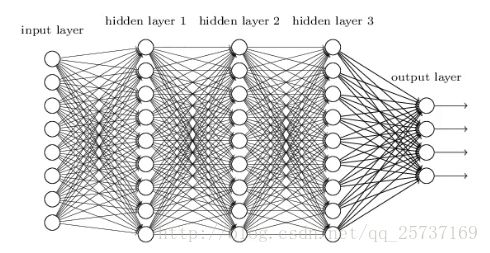 hidden layer 1 hidden layer 2 hidden layer 3
input layer
output layer
http://blog.csdn.net/qq_25737169